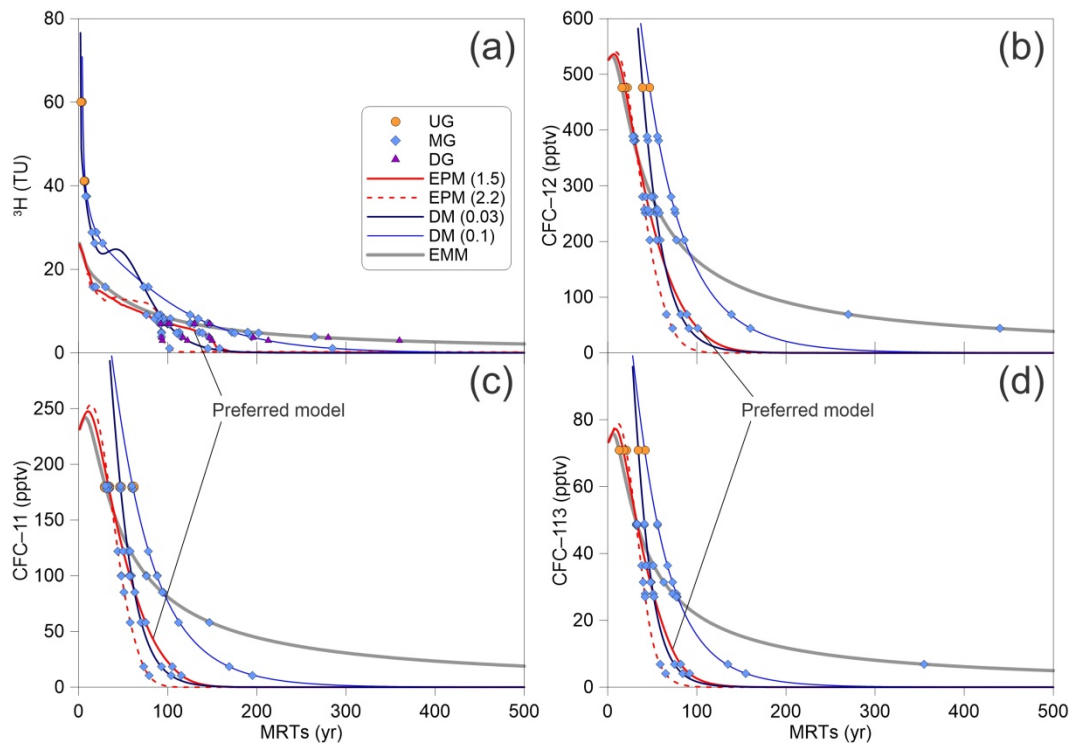 80
60
40
20
0
³H (TU)
(a)
UG
MG
DG
EPM (1.5)
EPM (2.2)
DM (0.03)
DM (0.1)
EMM
600
500
400
300
200
100
0
CFC–12 (pptv)
(b)
250
200
150
100
50
0
CFC–11 (pptv)
(c)
Preferred model
0 100 200 300 400 500
MRTs (yr)
80
60
40
20
0
CFC–113 (pptv)
(d)
Preferred model
0 100 200 300 400 500
MRTs (yr)